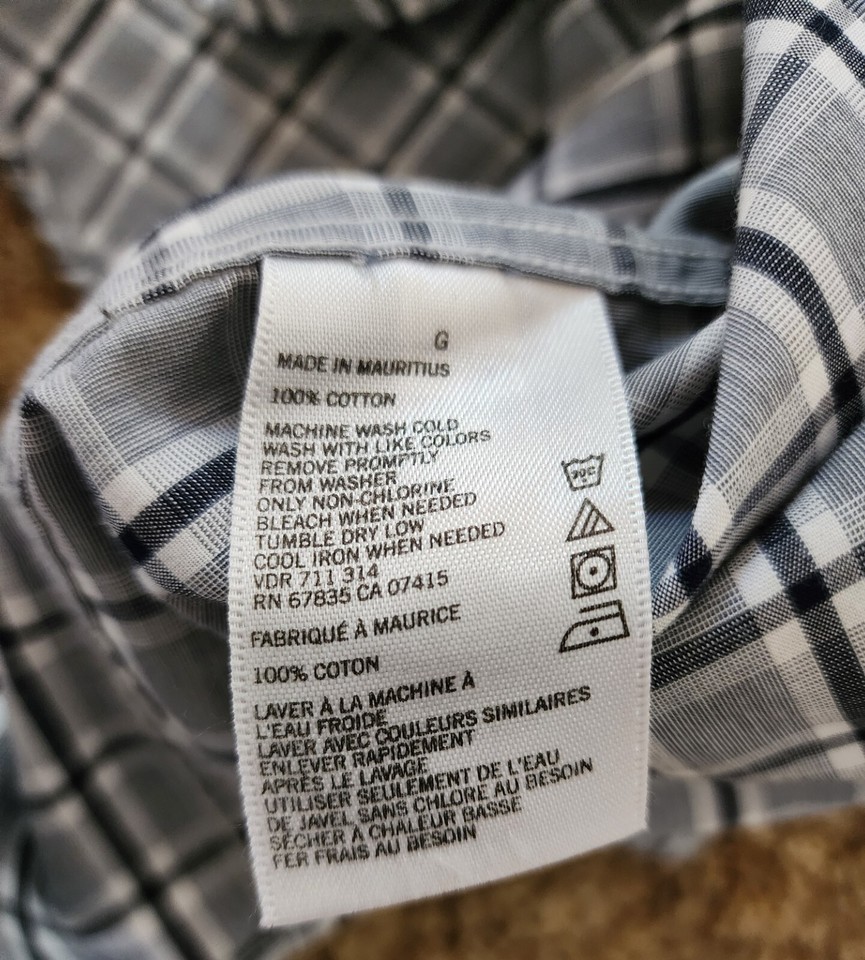 G
MADE IN MAURITIUS
100% COTTON
MACHINE WASH COLD
WASH WITH LIKE COLORS
REMOVE PROMPTLY
FROM WASHER
ONLY NON-CHLORINE
BLEACH WHEN NEEDED
TUMBLE DRY LOW
COOL IRON WHEN NEEDED
VDR 711 314
RN 67835 CA 07415
30C
FABRIQUÉ À MAURICE
100% COTON
LAVER À LA MACHINE À
L'EAU FROIDE
LAVER AVEC COULEURS SIMILAIRES
ENLEVER RAPIDEMENT
APRÈS LE LAVAGE
UTILISER SEULEMENT DE L'EAU
DE JAVEL SANS CHLORE AU BESOIN
SÉCHER À CHALEUR BASSE
FER FRAIS AU BESOIN